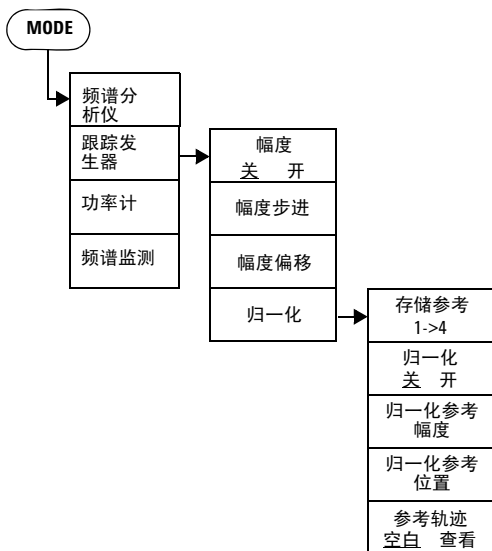 MODE
频谱分
析仪
跟踪发
生器
功率计
频谱监测
幅度
关 开
幅度步进
幅度偏移
归一化
存储参考
1->4
归一化
关 开
归一化参考
幅度
归一化参考
位置
参考轨迹
空白 查看